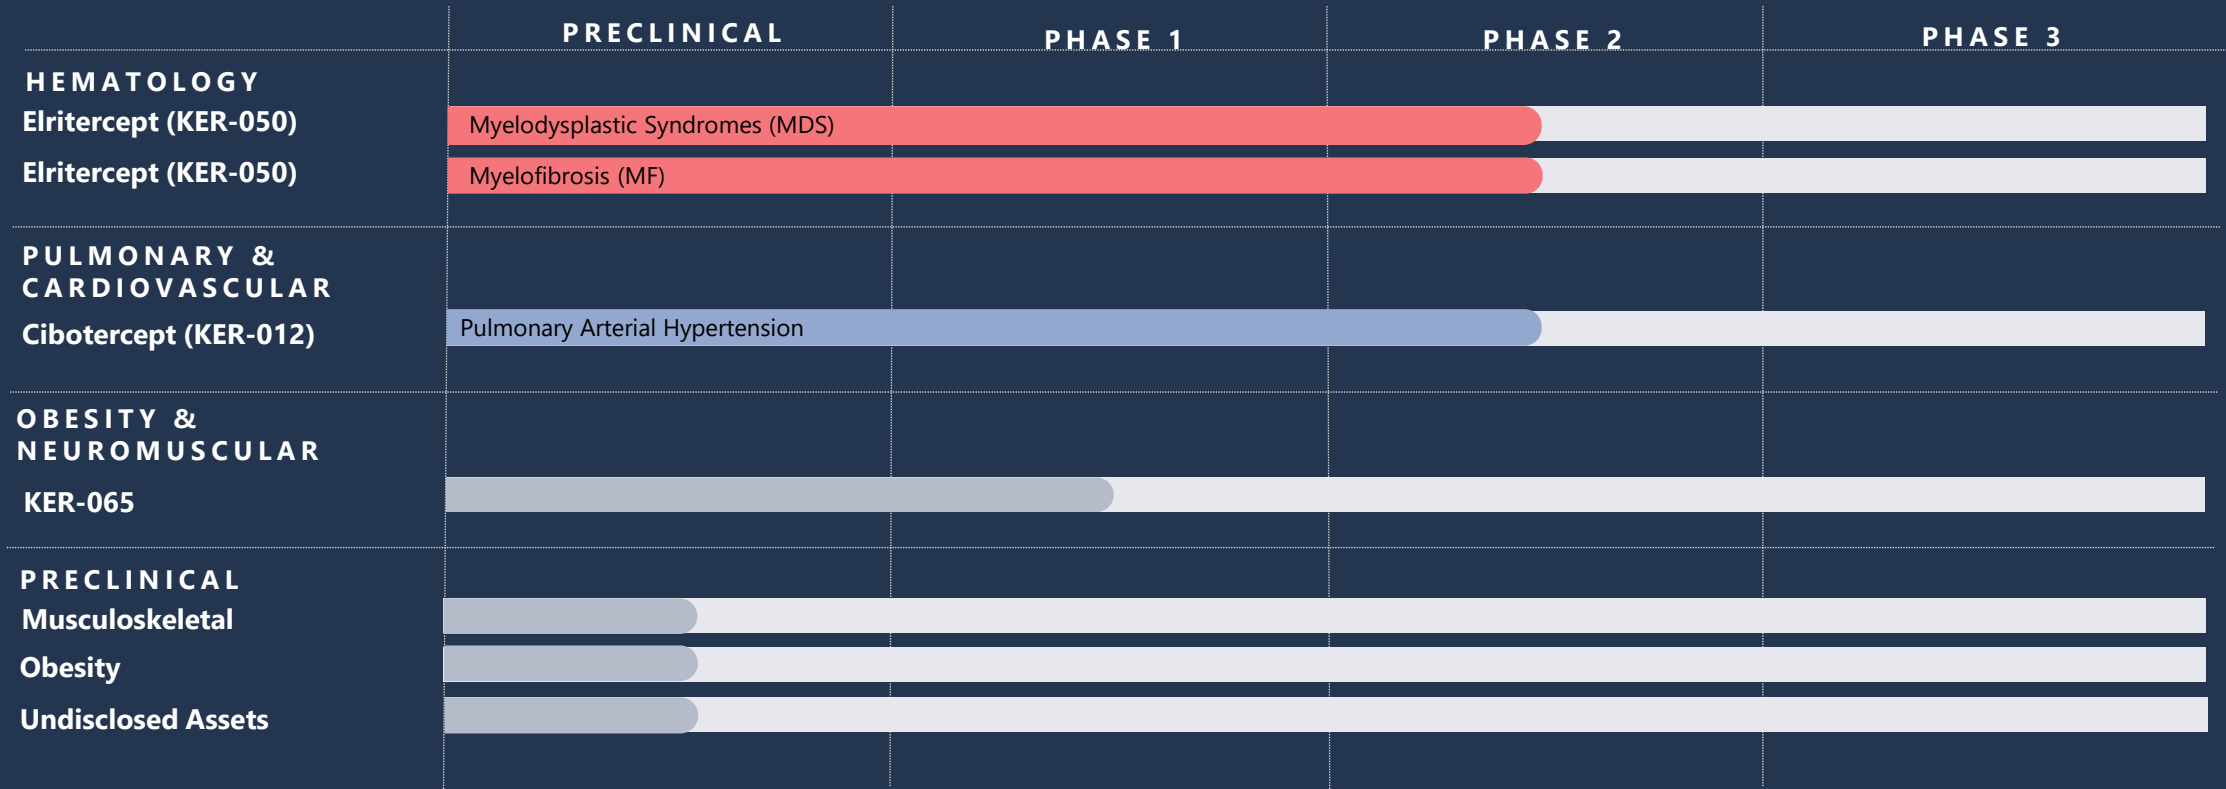 PRECLINICAL
PHASE 1
PHASE 2
PHASE 3
HEMATOLOGY
Elritercept (KER-050)
Myelodysplastic Syndromes (MDS)
Elritercept (KER-050)
Myelofibrosis (MF)
PULMONARY &
CARDIOVASCULAR
Cibotercept (KER-012)
Pulmonary Arterial Hypertension
OBESITY &
NEUROMUSCULAR
KER-065
PRECLINICAL
Musculoskeletal
Obesity
Undisclosed Assets